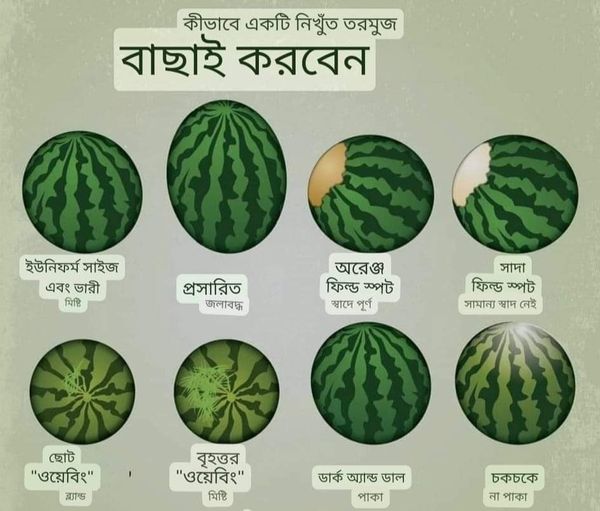 কীভাবে একটি নিখুঁত তরমুজ
বাছাই করবেন
ইউনিফর্ম সাইজ
এবং ভারী
মিষ্টি
প্রসারিত
জলাবদ্ধ
অরেঞ্জ
ফিল্ড স্পট
স্বাদে পূর্ণ
সাদা
ফিল্ড স্পট
সামান্য স্বাদ নেই
ছোট
"ওয়েবিং"
ব্ল্যান্ড
বৃহত্তর
"ওয়েবিং"
মিষ্টি
ডার্ক অ্যান্ড ডাল
পাকা
চকচকে
না পাকা